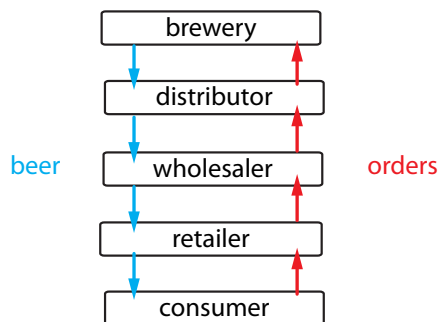 brewery
distributor
beer
wholesaler
orders
retailer
consumer